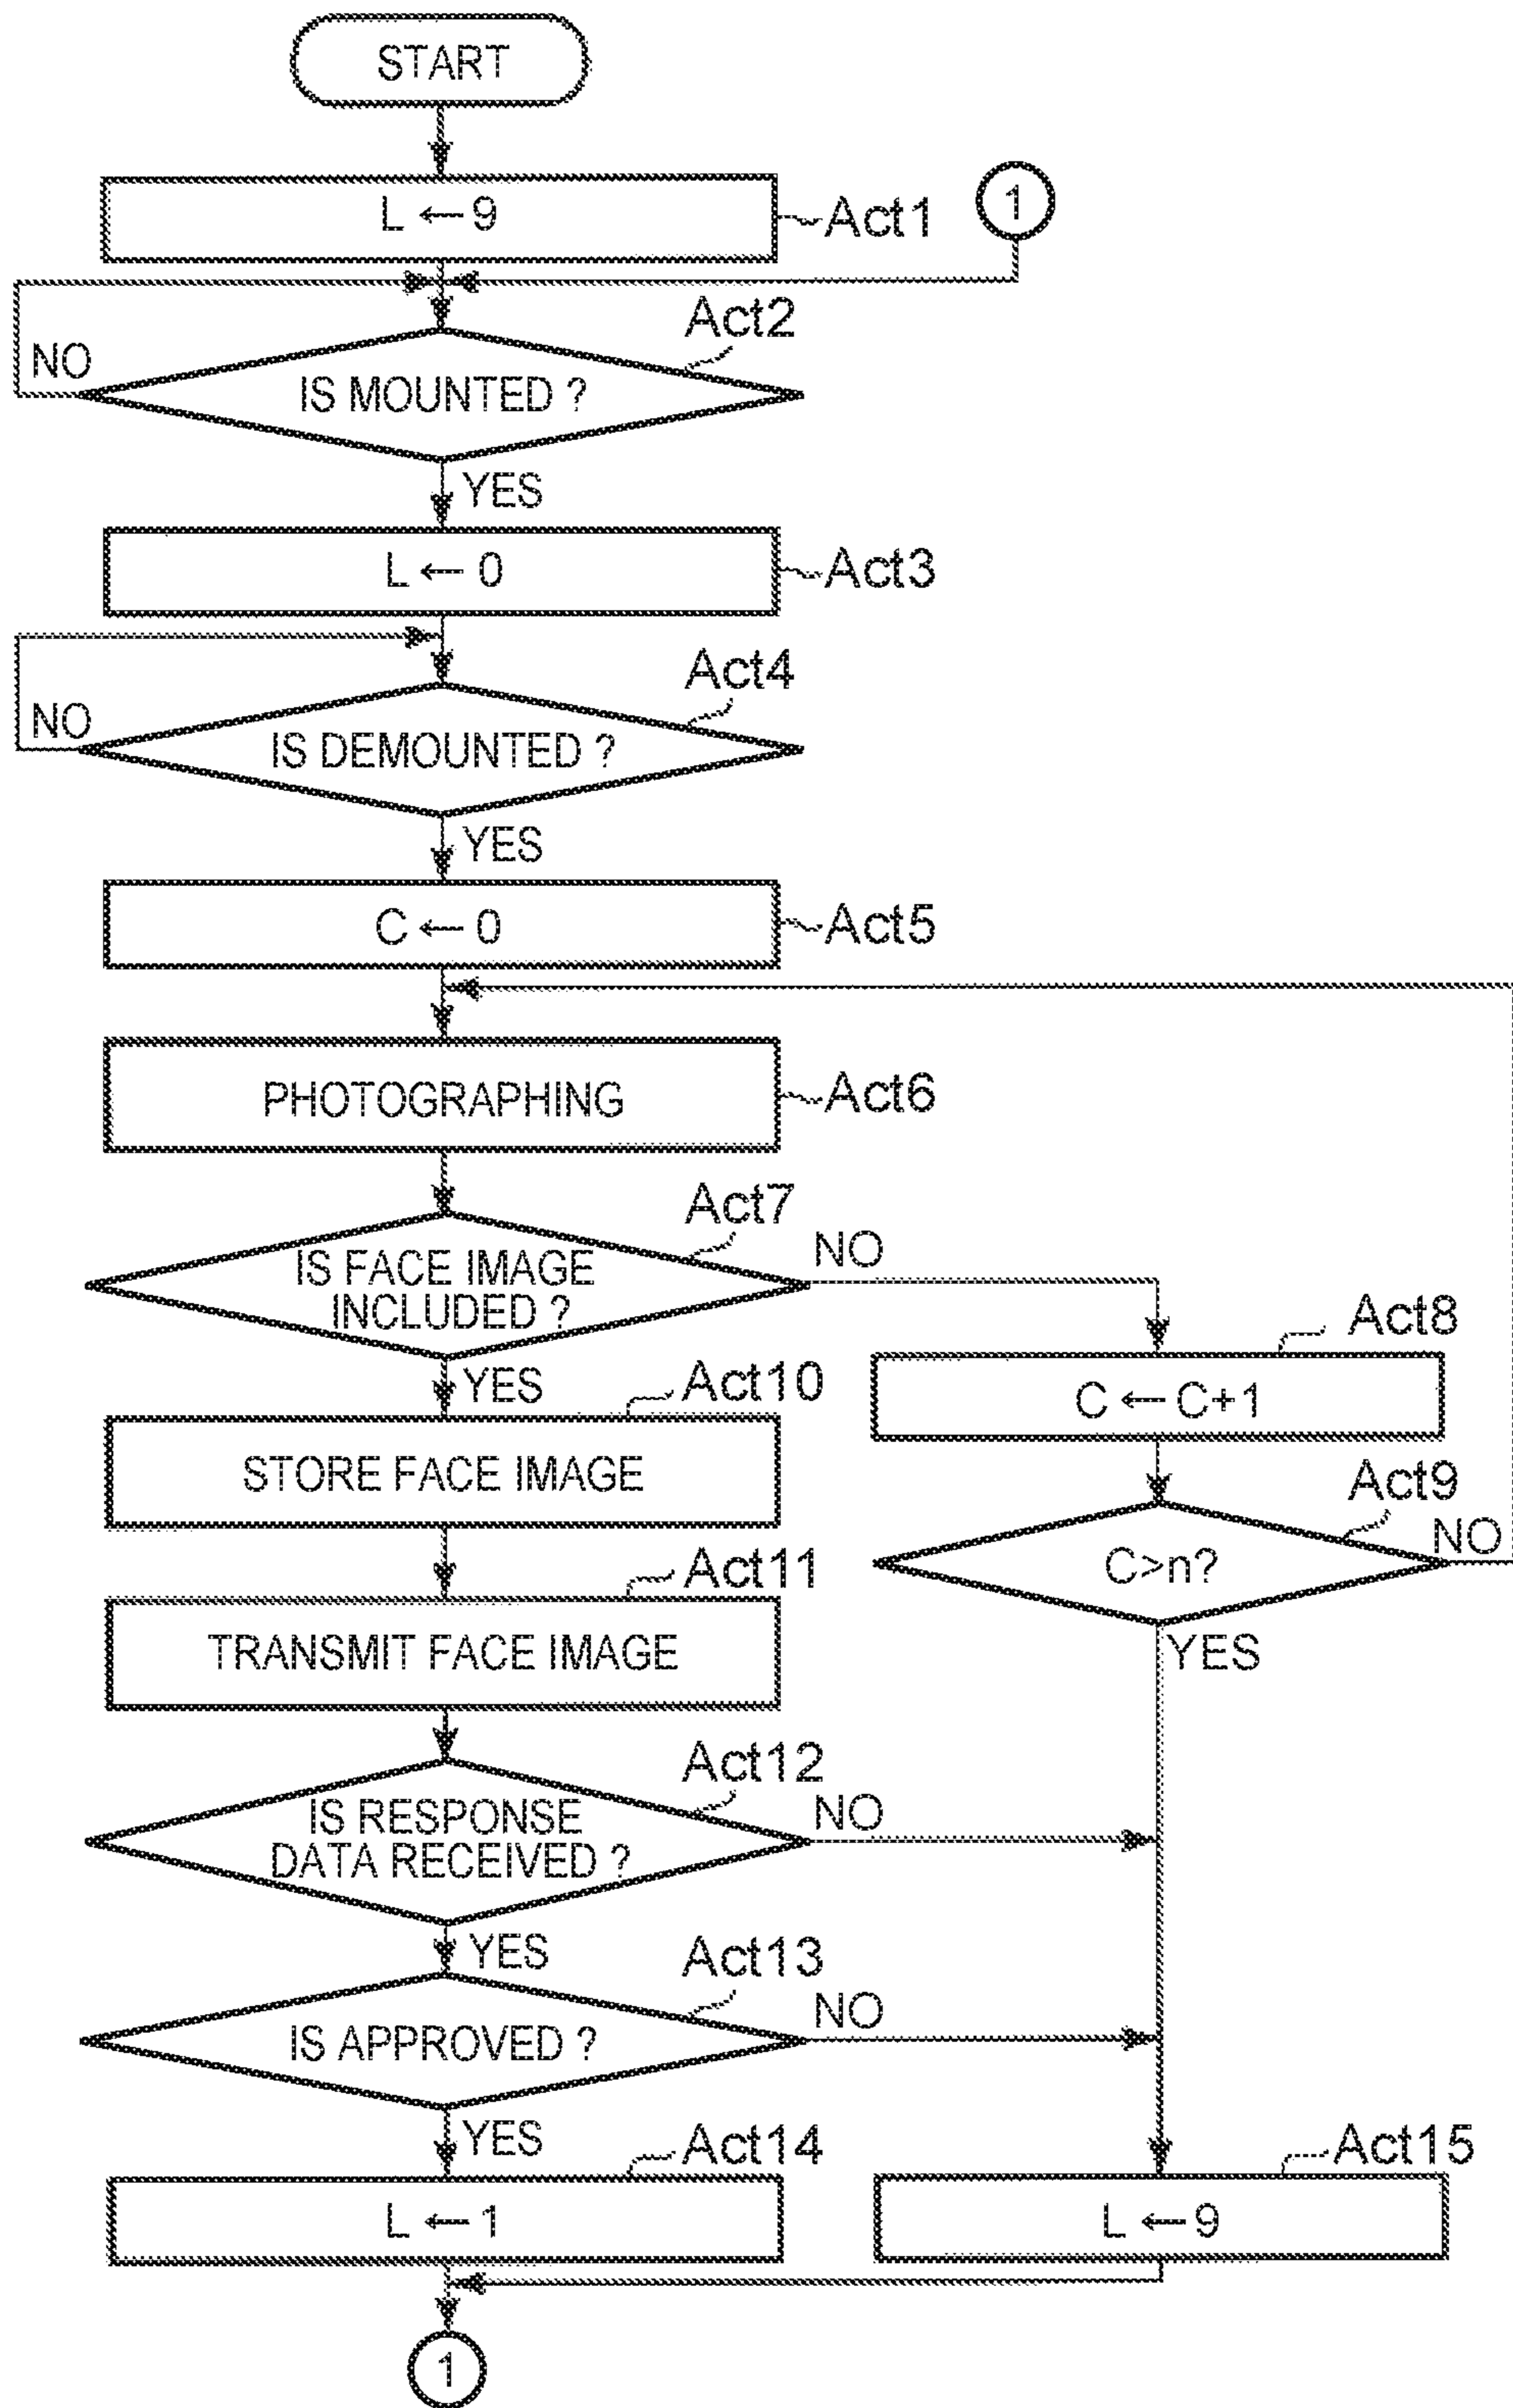 START
L ← 9
Act1
1
Act2
NO
IS MOUNTED ?
YES
L ← 0
Act3
Act4
NO
IS DEMOUNTED ?
YES
C ← 0
Act5
PHOTOGRAPHING
Act6
Act7
IS FACE IMAGE
INCLUDED ?
NO
YES
Act8
C ← C+1
Act9
C>n?
NO
YES
Act10
STORE FACE IMAGE
Act11
TRANSMIT FACE IMAGE
Act12
IS RESPONSE
DATA RECEIVED ?
NO
YES
Act13
IS APPROVED ?
NO
YES
Act14
L ← 1
Act15
L ← 9
1